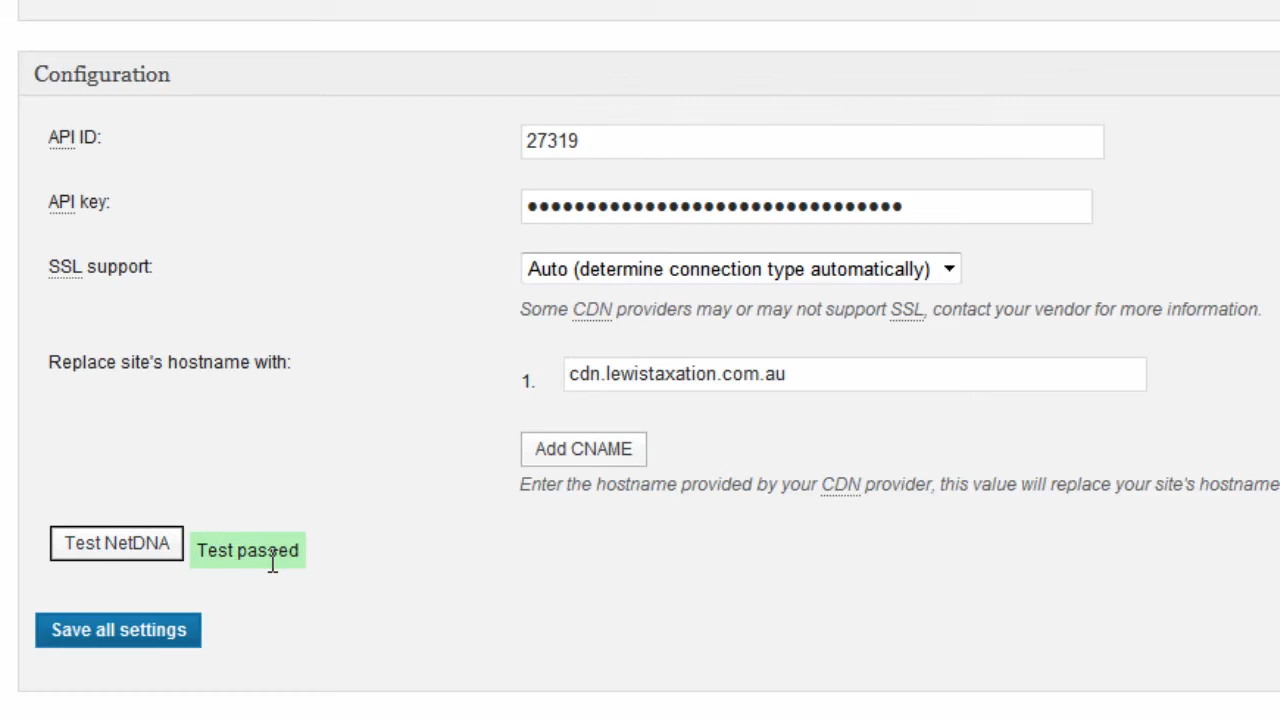 Configuration
API ID:
27319
API key:
••••••••••••••••••••••••••••••••
SSL support:
Auto (determine connection type automatically)
Some CDN providers may or may not support SSL, contact your vendor for more information.
Replace site's hostname with:
1.
cdn.lewistaxation.com.au
Add CNAME
Enter the hostname provided by your CDN provider, this value will replace your site's hostname
Test NetDNA
Test passed
Save all settings